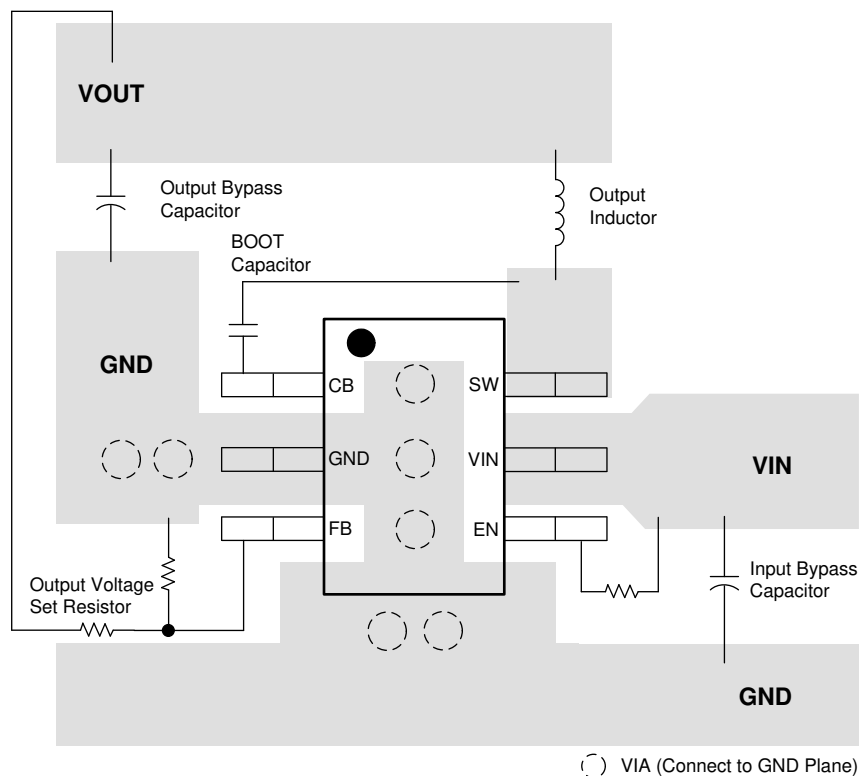 VOUT
Output Bypass
Capacitor
Output
Inductor
BOOT
Capacitor
GND
CB
SW
GND
VIN
VIN
FB
EN
Output Voltage
Set Resistor
Input Bypass
Capacitor
GND
VIA (Connect to GND Plane)